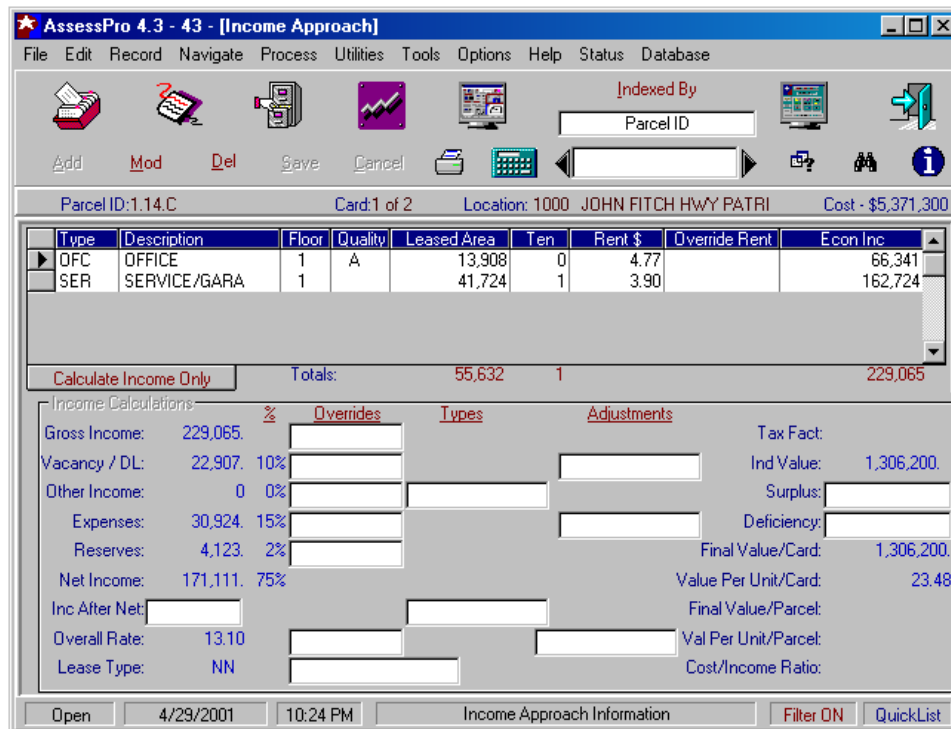 AssessPro 4.3 - 43 - [Income Approach]
File Edit Record Navigate Process Utilities Tools Options Help Status Database
Indexed By
Parcel ID
Add Mod Del Save Cancel
Parcel ID:1.14.C Card:1 of 2 Location: 1000 JOHN FITCH HWY PATRI Cost - $5,371,300
Type Description Floor Quality Leased Area Ten Rent $ Override Rent Econ Inc
OFC OFFICE 1 A 13,908 0 4.77 66,341
SER SERVICE/GARA 1 41,724 1 3.90 162,724
Calculate Income Only Totals: 55,632 1 229,065
Income Calculations % Overrides Types Adjustments
Gross Income: 229,065. Tax Fact:
Vacancy / DL: 22,907. 10% Ind Value: 1,306,200.
Other Income: 0 0% Surplus:
Expenses: 30,924. 15% Deficiency:
Reserves: 4,123. 2% Final Value/Card: 1,306,200.
Net Income: 171,111. 75% Value Per Unit/Card: 23.48
Inc After Net: Final Value/Parcel:
Overall Rate: 13.10 Val Per Unit/Parcel:
Lease Type: NN Cost/Income Ratio:
Open 4/29/2001 10:24 PM Income Approach Information Filter ON QuickList